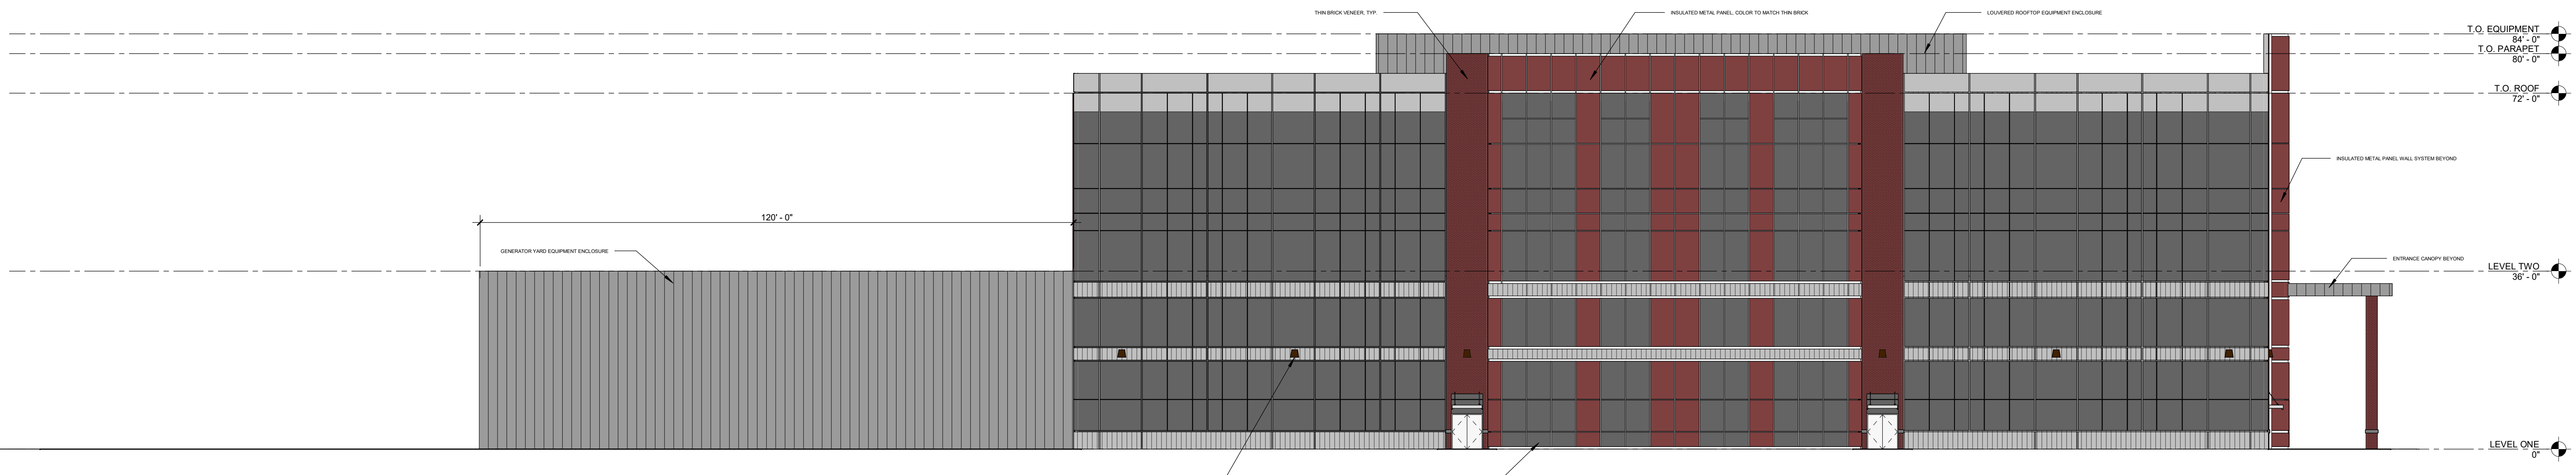 THIN BRICK VENEER, TYP.
INSULATED METAL PANEL, COLOR TO MATCH THIN BRICK
LOUVERED ROOFTOP EQUIPMENT ENCLOSURE
T.O. EQUIPMENT
84' - 0"
T.O. PARAPET
80' - 0"
T.O. ROOF
72' - 0"
INSULATED METAL PANEL WALL SYSTEM BEYOND
120' - 0"
GENERATOR YARD EQUIPMENT ENCLOSURE
ENTRANCE CANOPY BEYOND
LEVEL TWO
36' - 0"
LEVEL ONE
0"